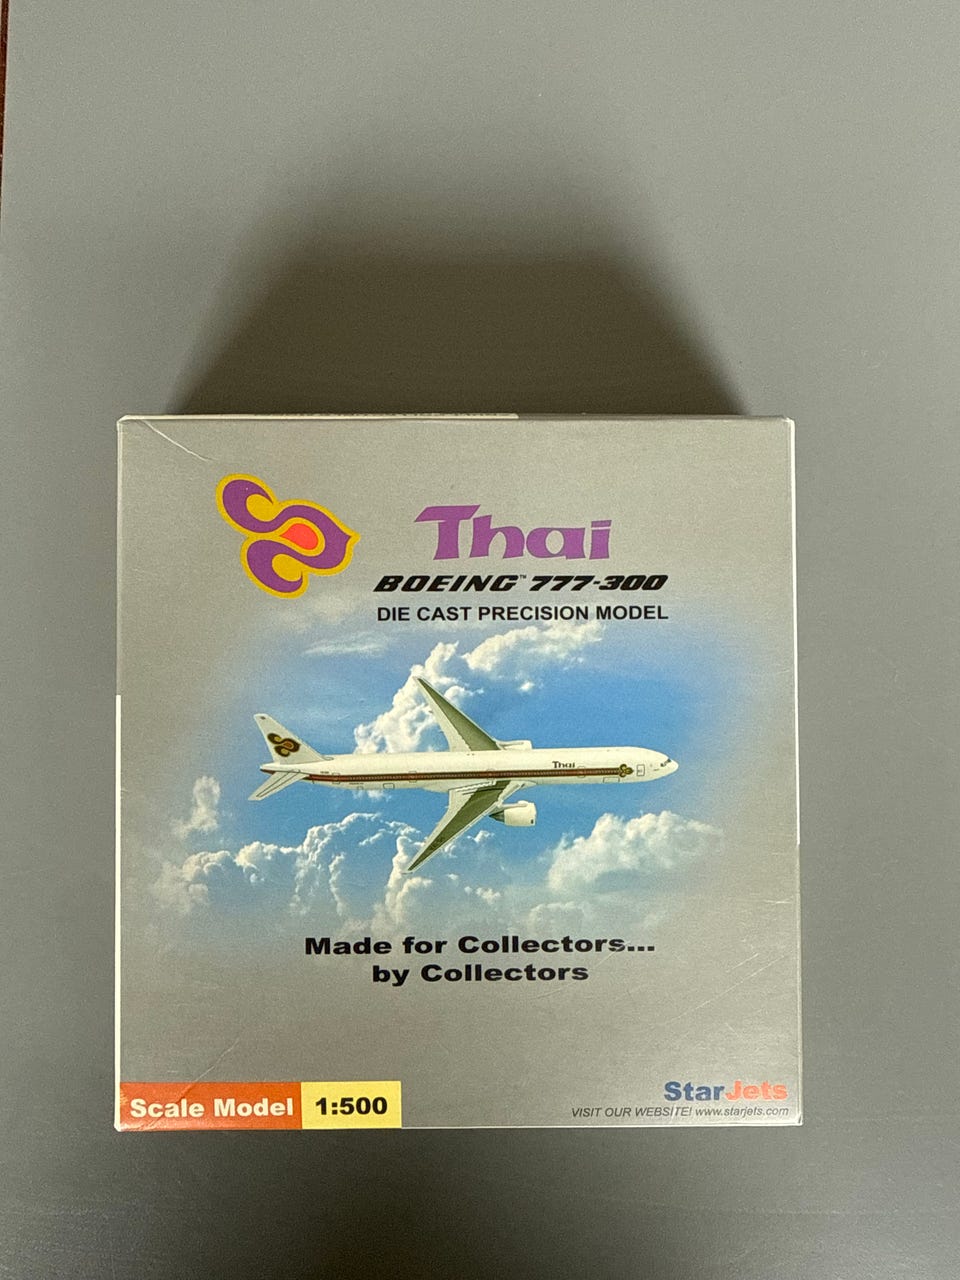 Thai
BOEING™ 777-300
DIE CAST PRECISION MODEL
Thai
Made for Collectors...
by Collectors
Scale Model 1:500
StarJets
VISIT OUR WEBSITE! www.starjets.com